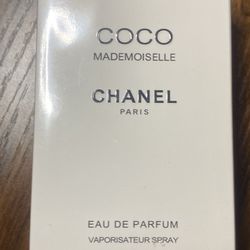 COCO
MADEMOISELLE
CHANEL
PARIS
EAU DE PARFUM
VAPORISATEUR SPRAY